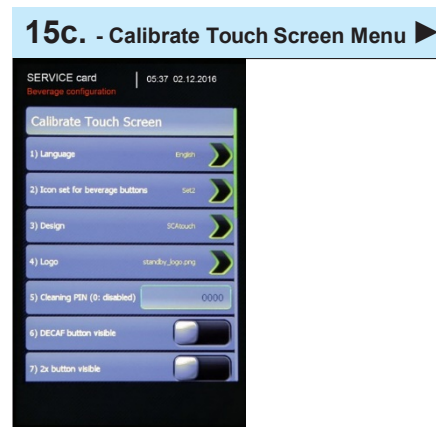 15c. - Calibrate Touch Screen Menu ►
SERVICE card 05:37 02.12.2016
Beverage configuration
Calibrate Touch Screen
1) Language English
2) Icon set for beverage buttons Set2
3) Design SCAtouch
4) Logo standby_logo.png
5) Cleaning PIN (0: disabled) 0000
6) DECAF button visible
7) 2x button visible